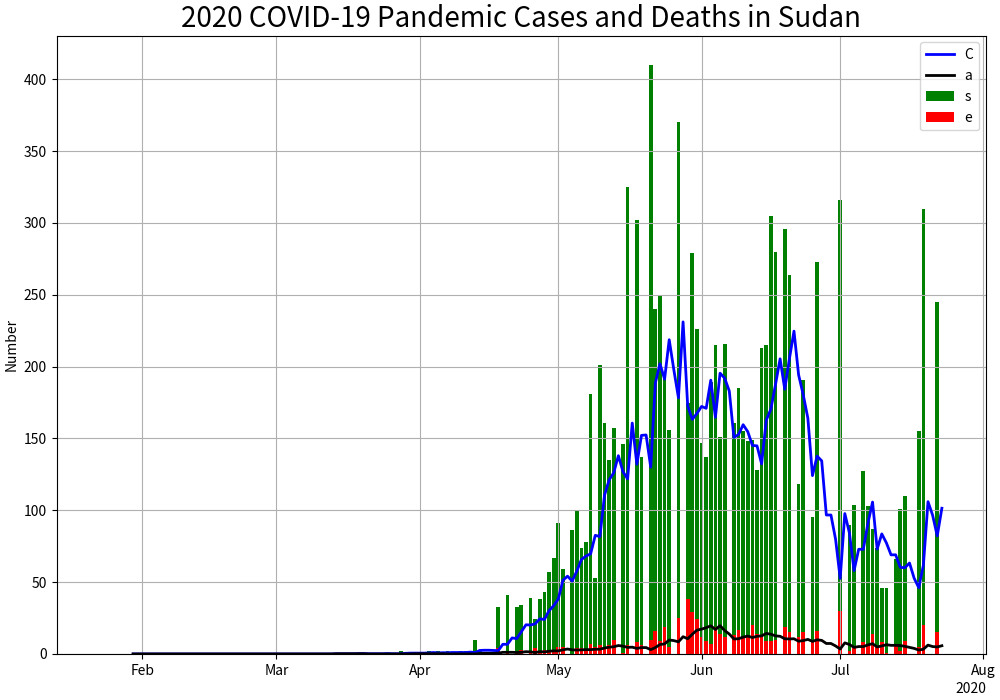 2020 COVID-19 Pandemic Cases and Deaths in Sudan
C
a
s
e
Number
400
350
300
250
200
150
100
50
0
Feb
Mar
Apr
May
Jun
Jul
Aug
2020